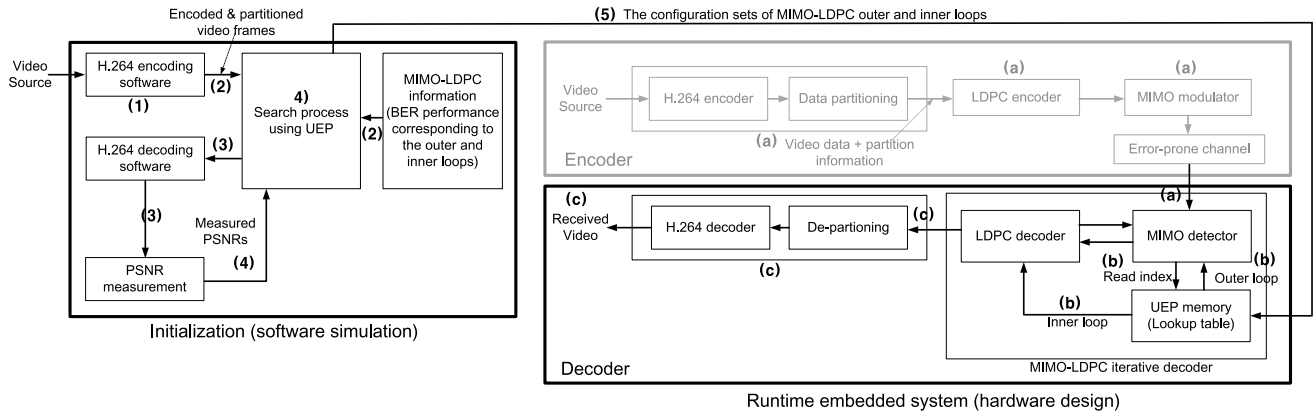 (5) The configuration sets of MIMO-LDPC outer and inner loops
Encoded & partitioned
video frames
Video
Source
H.264 encoding
software
(1)
(2)
4)
Search process
using UEP
(2)
MIMO-LDPC
information
(BER performance
corresponding to
the outer and
inner loops)
H.264 decoding
software
(3)
(3)
Measured
PSNRs
(4)
PSNR
measurement
Initialization (software simulation)
Video
Source
H.264 encoder
Data partitioning
(a)
(a)
LDPC encoder
(a)
MIMO modulator
Video data + partition
information
Error-prone channel
Encoder
(a)
(c)
Received
Video
H.264 decoder
De-partioning
(c)
(c)
LDPC decoder
MIMO detector
(b)
Read index
(b)
Outer loop
(b)
Inner loop
UEP memory
(Lookup table)
MIMO-LDPC iterative decoder
Decoder
Runtime embedded system (hardware design)